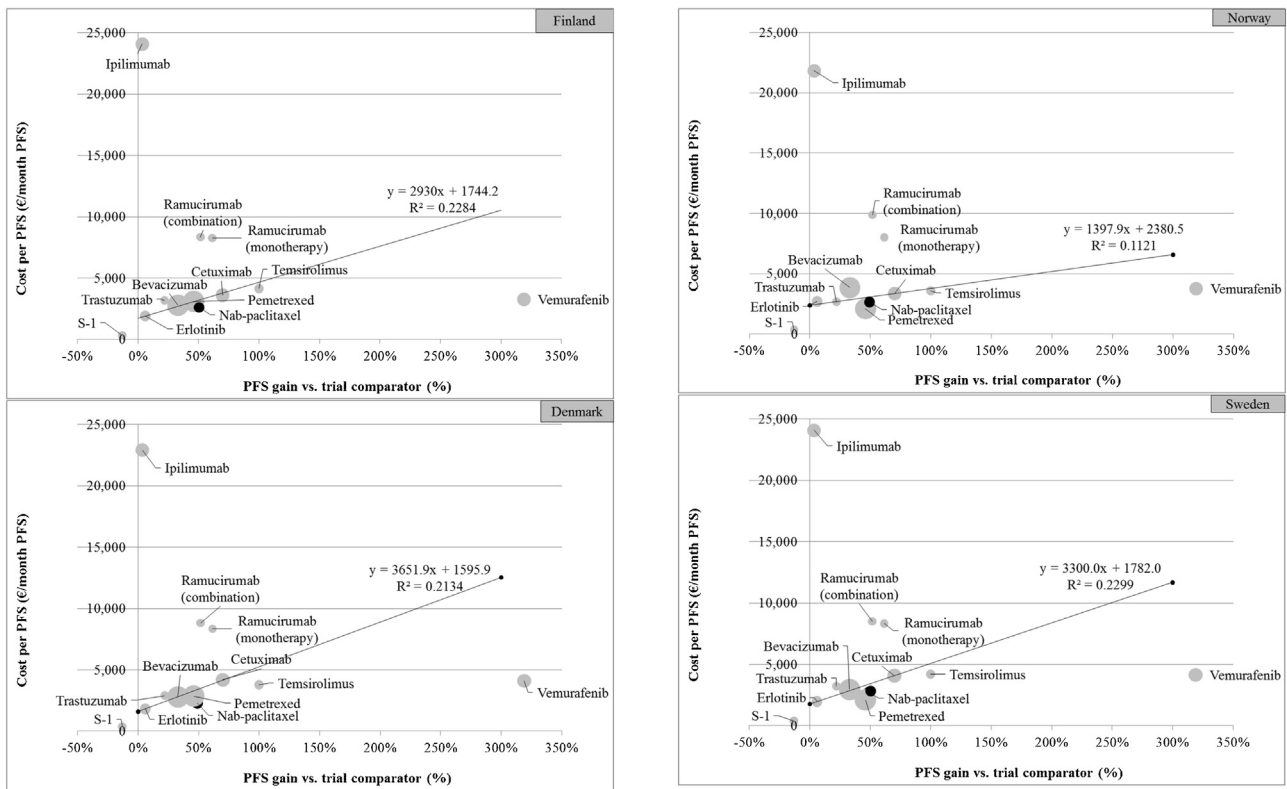 Finland
Cost per PFS (€/month PFS)
25,000
20,000
15,000
10,000
5,000
0
-50%
0%
50%
100%
150%
200%
250%
300%
350%
PFS gain vs. trial comparator (%)
Ipilimumab
y = 2930x + 1744.2
R² = 0.2284
Ramucirumab
(combination)
Ramucirumab
(monotherapy)
Cetuximab
Temsirolimus
Bevacizumab
Trastuzumab
Pemetrexed
Nab-paclitaxel
Erlotinib
S-1
Vemurafenib
Norway
Cost per PFS (€/month PFS)
25,000
20,000
15,000
10,000
5,000
0
-50%
0%
50%
100%
150%
200%
250%
300%
350%
PFS gain vs. trial comparator (%)
Ipilimumab
Ramucirumab
(combination)
Ramucirumab
(monotherapy)
y = 1397.9x + 2380.5
R² = 0.1121
Bevacizumab
Cetuximab
Trastuzumab
Temsirolimus
Vemurafenib
Erlotinib
Nab-paclitaxel
S-1
Pemetrexed
Denmark
Cost per PFS (€/month PFS)
25,000
20,000
15,000
10,000
5,000
0
-50%
0%
50%
100%
150%
200%
250%
300%
350%
PFS gain vs. trial comparator (%)
Ipilimumab
y = 3651.9x + 1595.9
R² = 0.2134
Ramucirumab
(combination)
Ramucirumab
(monotherapy)
Bevacizumab
Cetuximab
Temsirolimus
Trastuzumab
Vemurafenib
Pemetrexed
Nab-paclitaxel
S-1
Erlotinib
Sweden
Cost per PFS (€/month PFS)
25,000
20,000
15,000
10,000
5,000
0
-50%
0%
50%
100%
150%
200%
250%
300%
350%
PFS gain vs. trial comparator (%)
Ipilimumab
y = 3300.0x + 1782.0
R² = 0.2299
Ramucirumab
(combination)
Ramucirumab
(monotherapy)
Bevacizumab
Cetuximab
Trastuzumab
Temsirolimus
Vemurafenib
Erlotinib
Nab-paclitaxel
S-1
Pemetrexed